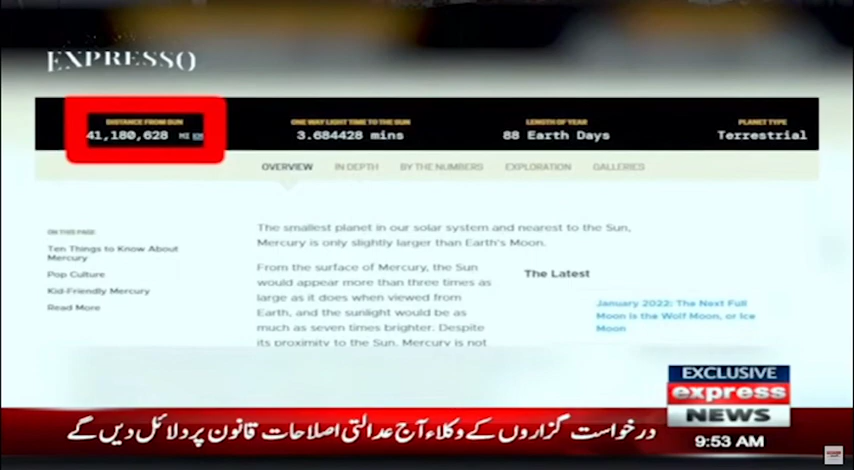 EXPRESSO
DISTANCE FROM SUN
41,180,628 MI KM
ONE WAY LIGHT TIME TO THE SUN
3.684428 mins
LENGTH OF YEAR
88 Earth Days
PLANET TYPE
Terrestrial
OVERVIEW IN DEPTH BY THE NUMBERS EXPLORATION GALLERIES
ON THIS PAGE
Ten Things to Know About
Mercury
Pop Culture
Kid-Friendly Mercury
Read More
The smallest planet in our solar system and nearest to the Sun,
Mercury is only slightly larger than Earth's Moon.
From the surface of Mercury, the Sun
would appear more than three times as
large as it does when viewed from
Earth, and the sunlight would be as
much as seven times brighter. Despite
its proximity to the Sun, Mercury is not
The Latest
January 2022: The Next Full
Moon Is the Wolf Moon, or Ice
Moon
EXCLUSIVE
express
NEWS
9:53 AM
درخواست گزاروں کے وکلاء آج عدالتی اصلاحات قانون پر دلائل دیں گے